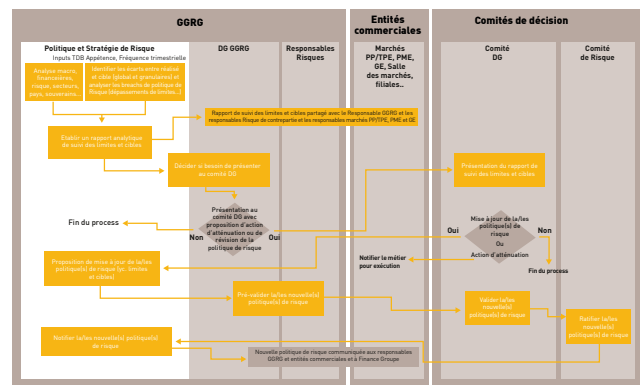 GGRG
Entités
commerciales
Comités de décision
Politique et Stratégie de Risque
DG GGRG
Responsables
Risques
Marchés
PP/TPE, PME,
GE, Salle
des marchés,
filiales..
Comité
DG
Comité
de Risque
Inputs TDB Appétence, Fréquence trimestrielle
Analyse macro,
financières,
risque, secteurs,
pays, souverains...
Identifier les écarts entre réalisé
et cible (global et granulaires) et
analyser les breachs de politique de
Risque (dépassements de limites..)
Rapport de suivi des limites et cibles partagé avec le Responsable GGRG et les
responsables Risque de contrepartie et les responsables marchés PP/TPE, PME et GE
Etablir un rapport analytique
de suivi des limites et cibles
Décider si besoin de présenter
au comité DG
Présentation du rapport de
suivi des limites et cibles
Présentation au
comité DG avec
proposition d'action
d'atténuation ou de
révision de la
politique de risque
Fin du process
Non
Oui
Mise à jour de la/les
politique(s) de
risque
Ou
Action d'atténuation
Oui
Non
Notifier le métier
pour exécution
Fin du process
Proposition de mise à jour de la/les
politique(s) de risque (yc. limites
et cibles)
Pré-valider la/les nouvelle(s)
politique(s) de risque
Valider la/les
nouvelle(s)
politique(s) de risque
Ratifier la/les
nouvelle(s)
politique(s) de risque
Notifier la/les nouvelle(s) politique(s)
de risque
Nouvelle politique de risque communiquée aux responsables
GGRG et entités commerciales et à Finance Groupe